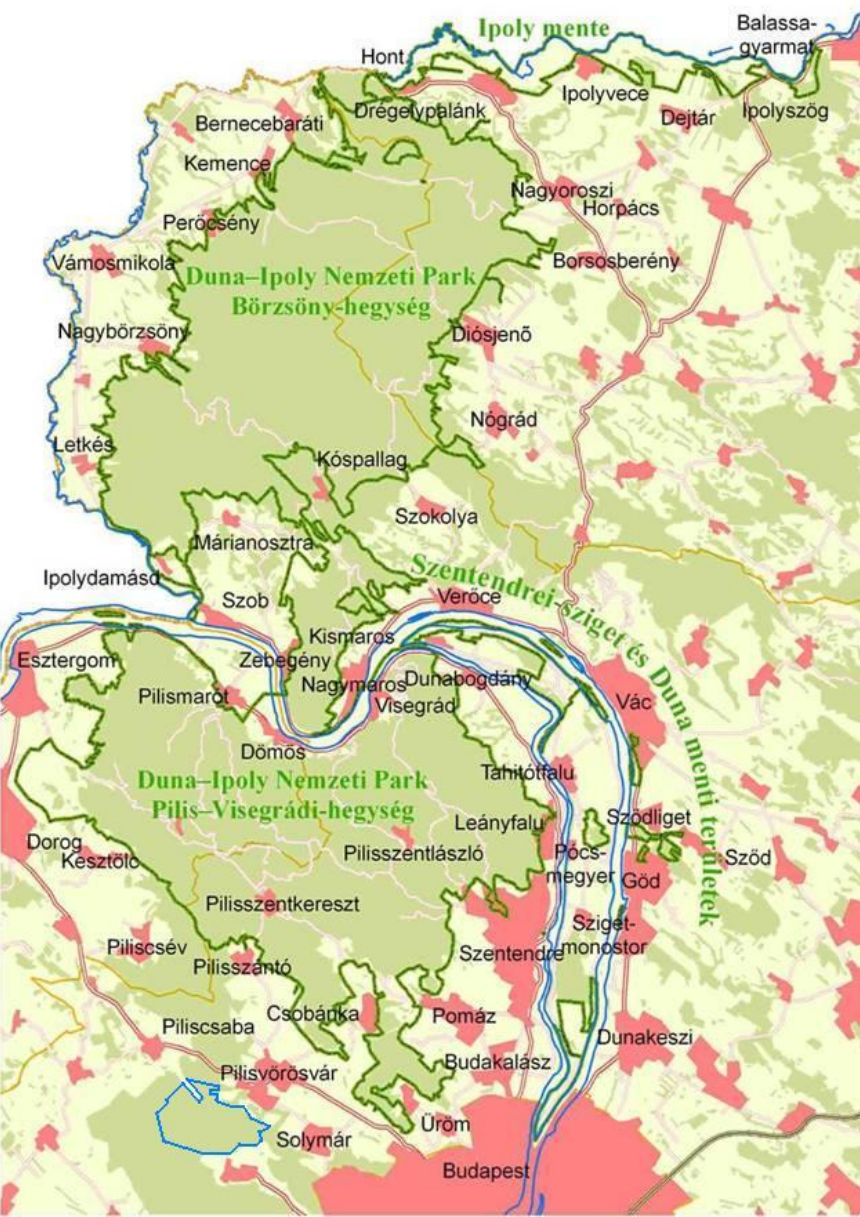 Ipoly mente
Balassa-
gyarmat
Hont
Drégelypalánk
Ipolyvece
Dejtár
Ipolyszög
Bernecebaráti
Kemence
Nagyoroszi
Horpács
Perőcsény
Vámosmikola
Borsosberény
Duna–Ipoly Nemzeti Park
Börzsöny-hegység
Nagybörzsöny
Diósjenő
Nógrád
Letkés
Kóspallag
Szokolya
Márianosztra
Ipolydamásd
Szob
Szentendrei-sziget és Duna menti területek
Verőce
Kismaros
Esztergom
Zebegény
Nagymaros
Dunabogdány
Pilismarót
Visegrád
Vác
Dömös
Duna–Ipoly Nemzeti Park
Pilis–Visegrádi-hegység
Tahitótfalu
Leányfalu
Sződliget
Dorog
Kesztölc
Pilisszentlászló
Pócs-
megyer
Sződ
Göd
Pilisszentkereszt
Sziget-
monostor
Piliscsév
Pilisszántó
Szentendre
Piliscsaba
Csobánka
Pomáz
Dunakeszi
Pilisvörösvár
Budakalász
Solymár
Üröm
Budapest